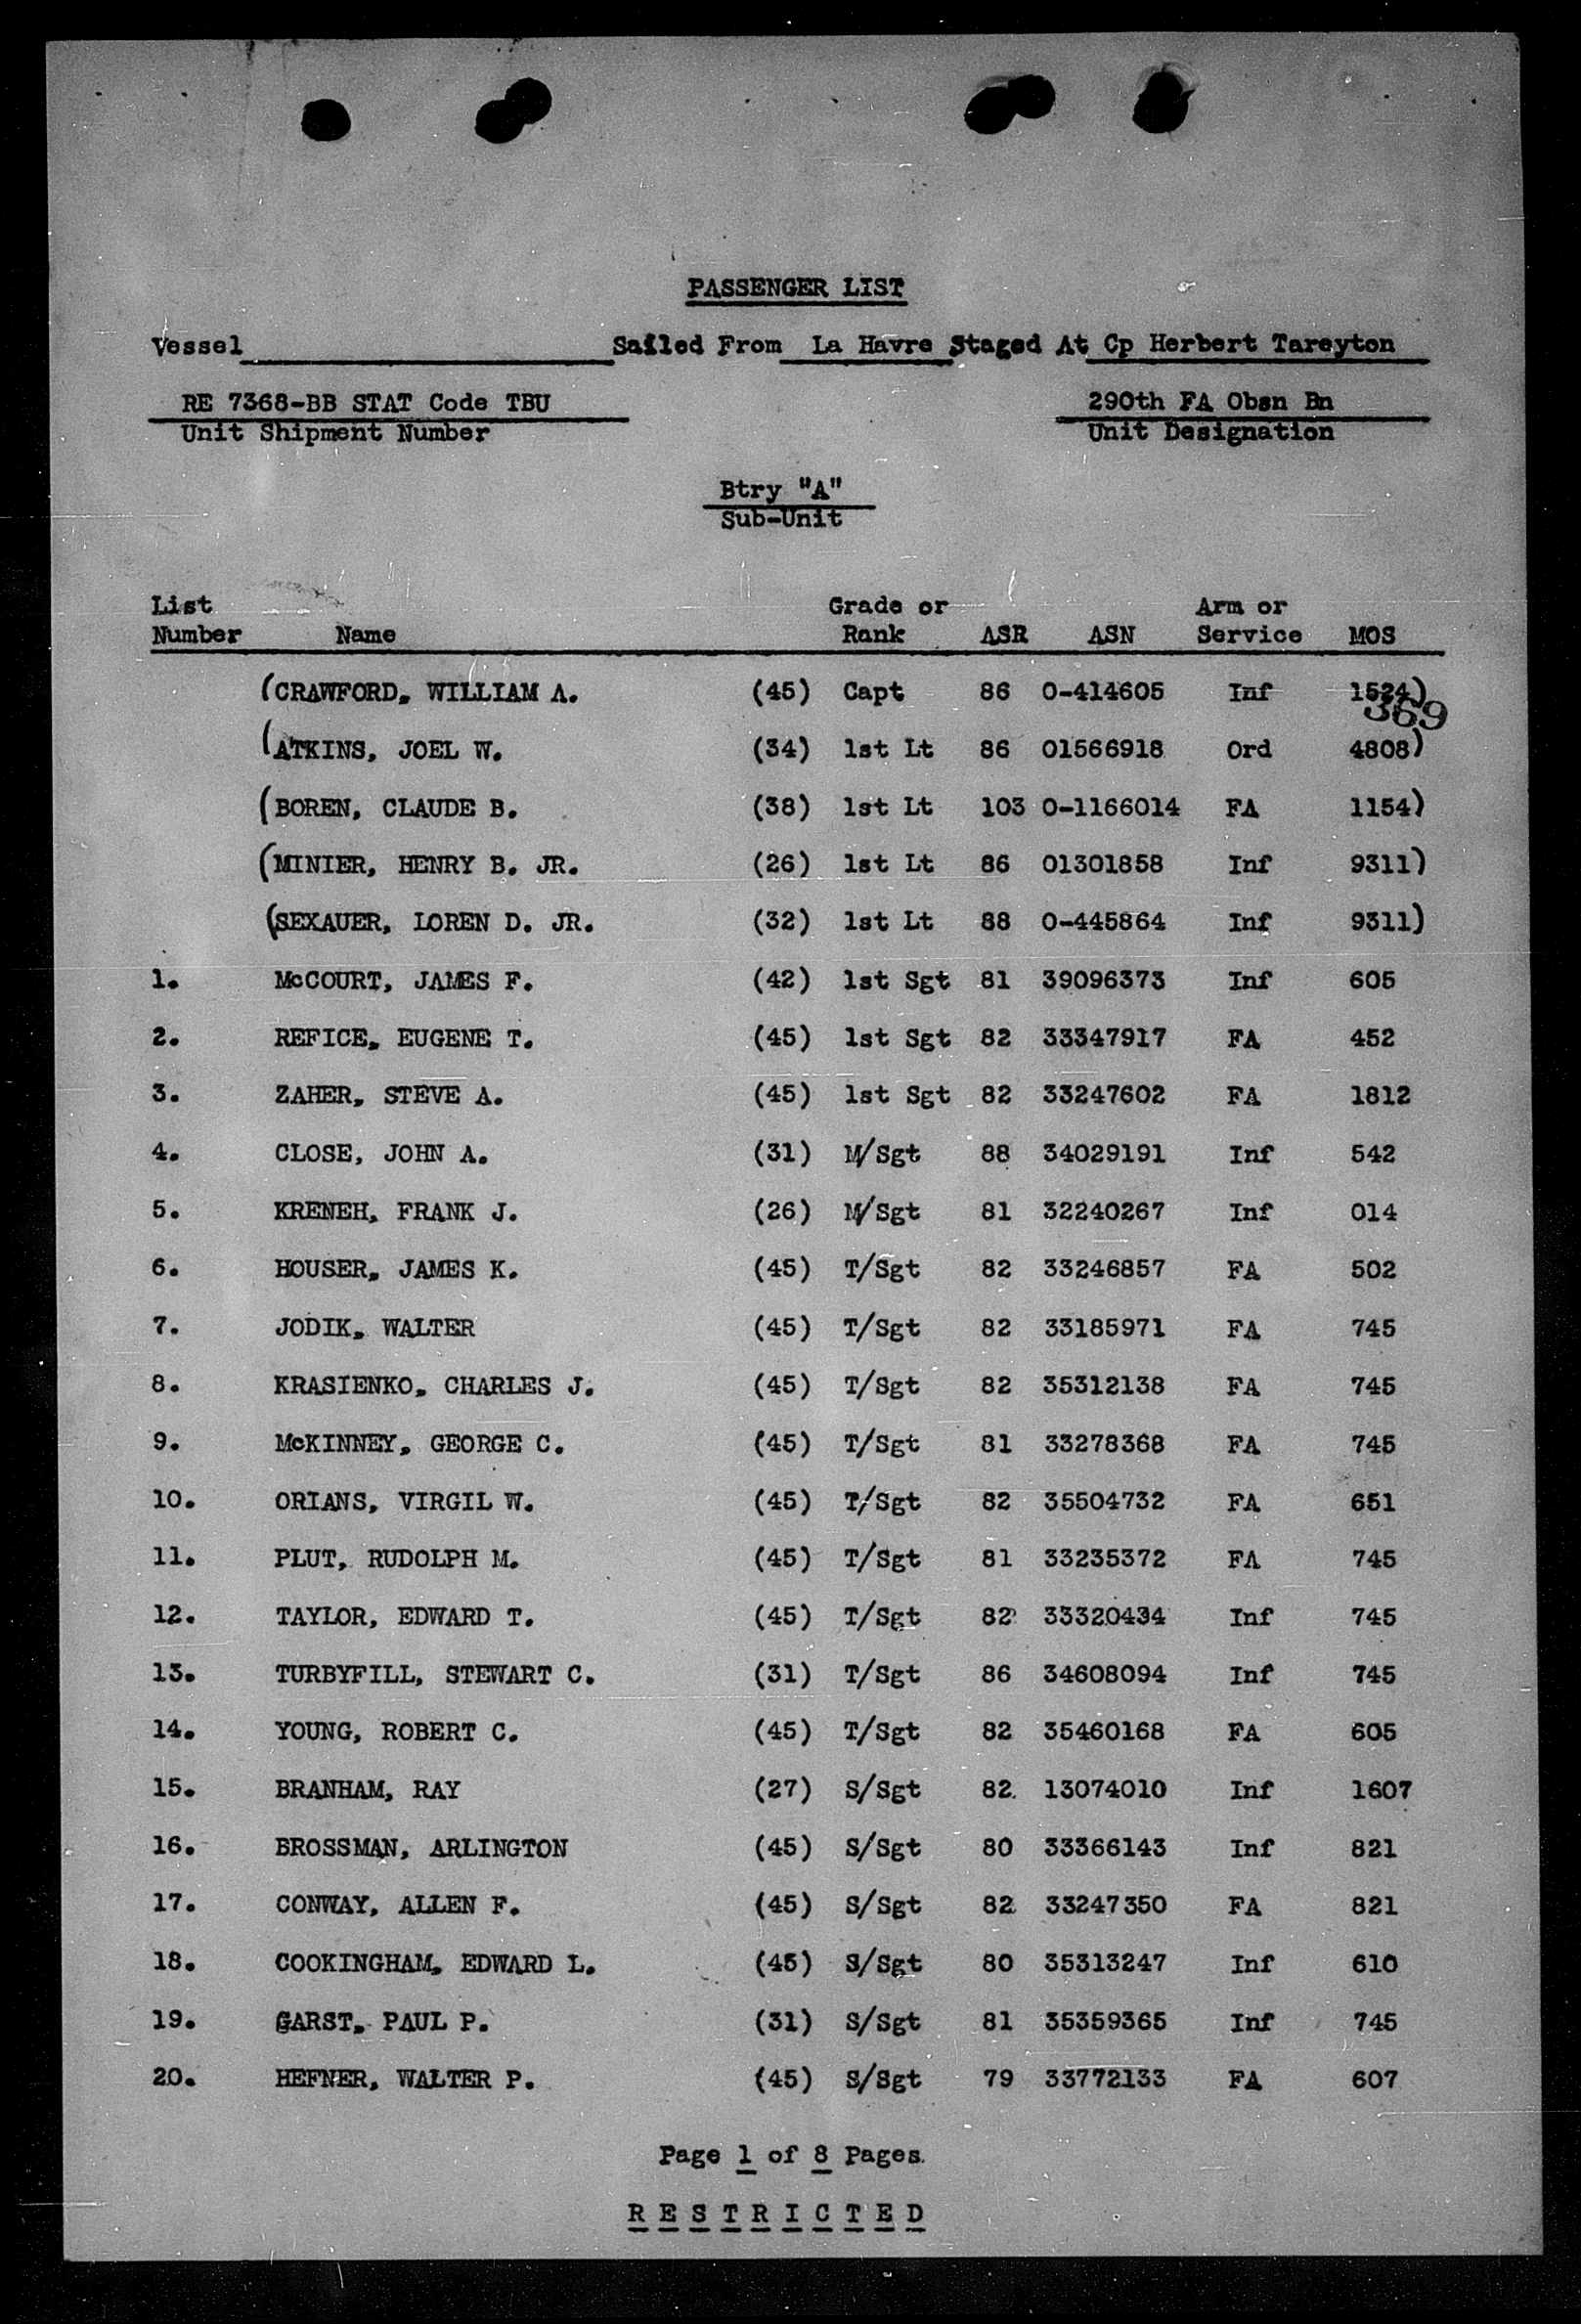 PASSENGER LIST
Vessel Sailed From La Havre Staged At Cp Herbert Tareyton
RE 7368-BB STAT Code TBU 290th FA Obsn Bn
Unit Shipment Number Unit Designation
Btry "A"
Sub-Unit
List Grade or Arm or
Number Name Rank ASR ASN Service MOS
(CRAWFORD, WILLIAM A. (45) Capt 86 O-414605 Inf 1524)
369
(ATKINS, JOEL W. (34) 1st Lt 86 O1566918 Ord 4808)
(BOREN, CLAUDE B. (38) 1st Lt 103 O-1166014 FA 1154)
(MINIER, HENRY B. JR. (26) 1st Lt 86 O1301858 Inf 9311)
(SEXAUER, LOREN D. JR. (32) 1st Lt 88 O-445864 Inf 9311)
1. McCOURT, JAMES F. (42) 1st Sgt 81 39096373 Inf 605
2. REFICE, EUGENE T. (45) 1st Sgt 82 33347917 FA 452
3. ZAHER, STEVE A. (45) 1st Sgt 82 33247602 FA 1812
4. CLOSE, JOHN A. (31) M/Sgt 88 34029191 Inf 542
5. KRENEH, FRANK J. (26) M/Sgt 81 32240267 Inf 014
6. HOUSER, JAMES K. (45) T/Sgt 82 33246857 FA 502
7. JODIK, WALTER (45) T/Sgt 82 33185971 FA 745
8. KRASIENKO, CHARLES J. (45) T/Sgt 82 35312138 FA 745
9. McKINNEY, GEORGE C. (45) T/Sgt 81 33278368 FA 745
10. ORIANS, VIRGIL W. (45) T/Sgt 82 35504732 FA 651
11. PLUT, RUDOLPH M. (45) T/Sgt 81 33235372 FA 745
12. TAYLOR, EDWARD T. (45) T/Sgt 82 33320434 Inf 745
13. TURBYFILL, STEWART C. (31) T/Sgt 86 34608094 Inf 745
14. YOUNG, ROBERT C. (45) T/Sgt 82 35460168 FA 605
15. BRANHAM, RAY (27) S/Sgt 82 13074010 Inf 1607
16. BROSSMAN, ARLINGTON (45) S/Sgt 80 33366143 Inf 821
17. CONWAY, ALLEN F. (45) S/Sgt 82 33247350 FA 821
18. COOKINGHAM, EDWARD L. (45) S/Sgt 80 35313247 Inf 610
19. GARST, PAUL P. (31) S/Sgt 81 35359365 Inf 745
20. HEFNER, WALTER P. (45) S/Sgt 79 33772133 FA 607
Page 1 of 8 Pages.
R E S T R I C T E D